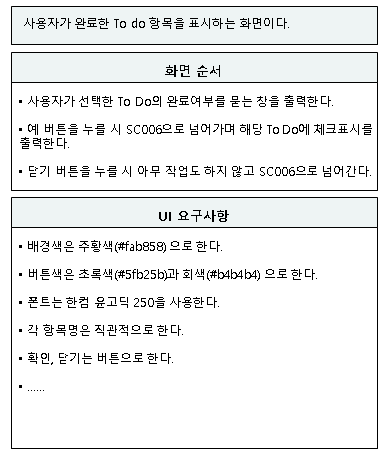 사용자가 완료한 To do 항목을 표시하는 화면이다.
화면 순서
• 사용자가 선택한 To Do의 완료여부를 묻는 창을 출력한다.
• 예 버튼을 누를 시 SC006으로 넘어가며 해당 To Do에 체크표시를
출력한다.
• 닫기 버튼을 누를 시 아무 작업도 하지 않고 SC006으로 넘어간다.
UI 요구사항
• 배경색은 주황색(#fab858) 으로 한다.
• 버튼색은 초록색(#5fb25b)과 회색(#b4b4b4) 으로 한다.
• 폰트는 한컴 윤고딕 250을 사용한다.
• 각 항목명은 직관적으로 한다.
• 확인, 닫기는 버튼으로 한다.
• ......